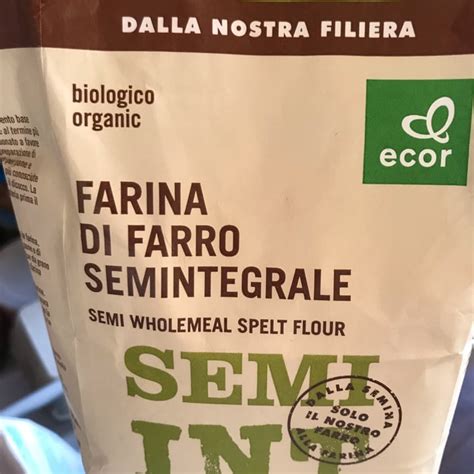 DALLA NOSTRA FILIERA
biologico
organic
ecor
FARINA
DI FARRO
SEMINTEGRALE
SEMI WHOLEMEAL SPELT FLOUR
SEMI
DALLA SEMINA
SOLO
IL NOSTRO
FARRO
ALLA FARINA